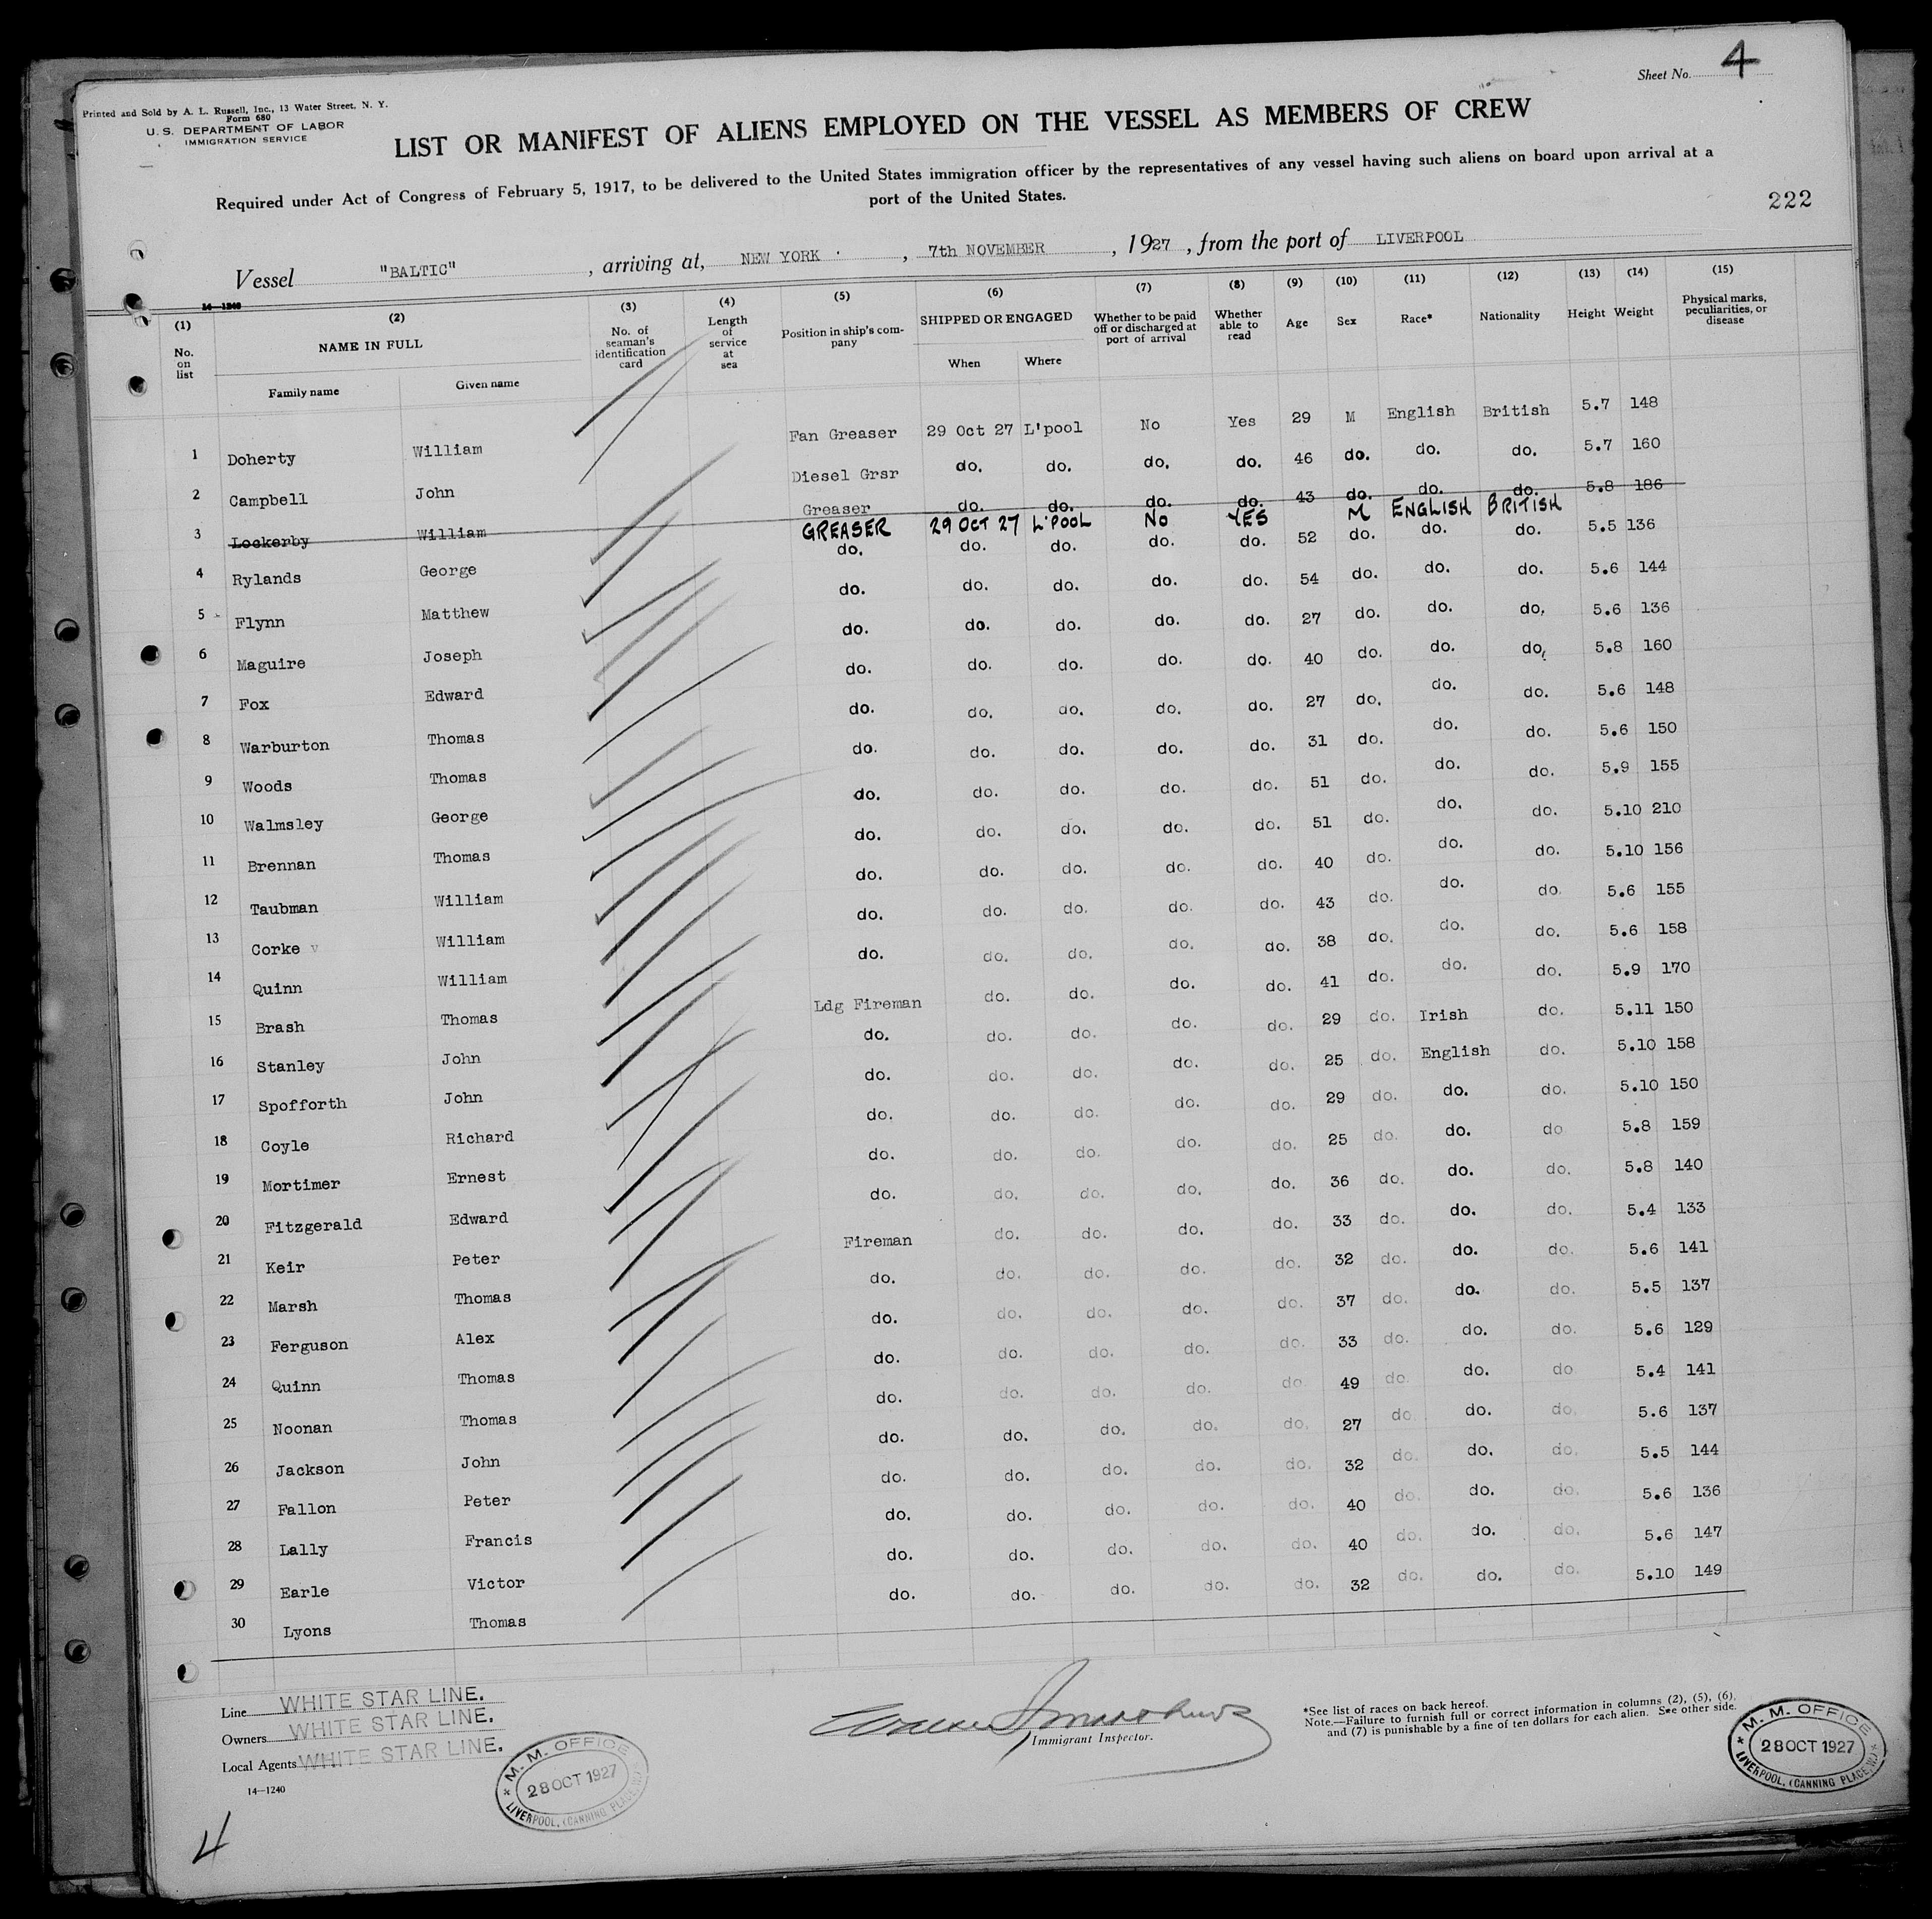 Sheet No. 4
Printed and Sold by A. L. Russell, Inc., 13 Water Street, N. Y.
Form 680
U. S. DEPARTMENT OF LABOR
IMMIGRATION SERVICE
LIST OR MANIFEST OF ALIENS EMPLOYED ON THE VESSEL AS MEMBERS OF CREW
Required under Act of Congress of February 5, 1917, to be delivered to the United States immigration officer by the representatives of any vessel having such aliens on board upon arrival at a
port of the United States.
222
Vessel "BALTIC", arriving at, NEW YORK, 7th NOVEMBER, 1927, from the port of LIVERPOOL
14—1240
(1) No. on list
(2) NAME IN FULL Family name Given name
(3) No. of seaman's identification card
(4) Length of service at sea
(5) Position in ship's company
(6) SHIPPED OR ENGAGED When Where
(7) Whether to be paid off or discharged at port of arrival
(8) Whether able to read
(9) Age
(10) Sex
(11) Race*
(12) Nationality
(13) Height
(14) Weight
(15) Physical marks, peculiarities, or disease
1 Doherty William Fan Greaser 29 Oct 27 L'pool No Yes 29 M English British 5.7 148
2 Campbell John Diesel Grsr do. do. do. do. 46 do. do. do. 5.7 160
3 Lockerby William Greaser do. do. do. do. 43 do. do. do. 5.8 186
GREASER 29 OCT 27 L'POOL NO YES M ENGLISH BRITISH
4 Rylands George do. do. do. do. do. 52 do. do. do. 5.5 136
5 Flynn Matthew do. do. do. do. do. 54 do. do. do. 5.6 144
6 Maguire Joseph do. do. do. do. do. 27 do. do. do. 5.6 136
7 Fox Edward do. do. do. do. do. 40 do. do. do. 5.8 160
8 Warburton Thomas do. do. do. do. do. 27 do. do. do. 5.6 148
9 Woods Thomas do. do. do. do. do. 31 do. do. do. 5.6 150
10 Walmsley George do. do. do. do. do. 51 do. do. do. 5.9 155
11 Brennan Thomas do. do. do. do. do. 51 do. do. do. 5.10 210
12 Taubman William do. do. do. do. do. 40 do. do. do. 5.10 156
13 Corke v William do. do. do. do. do. 43 do. do. do. 5.6 155
14 Quinn William do. do. do. do. do. 38 do. do. do. 5.6 158
15 Brash Thomas Ldg Fireman do. do. do. do. 41 do. do. do. 5.9 170
16 Stanley John do. do. do. do. do. 29 do. Irish do. 5.11 150
17 Spofforth John do. do. do. do. do. 25 do. English do. 5.10 158
18 Coyle Richard do. do. do. do. do. 29 do. do. do. 5.10 150
19 Mortimer Ernest do. do. do. do. do. 25 do. do. do 5.8 159
20 Fitzgerald Edward do. do. do. do. do. 36 do. do. do. 5.8 140
21 Keir Peter Fireman do. do. do. do. 33 do. do. do. 5.4 133
22 Marsh Thomas do. do. do. do. do. 32 do. do. do. 5.6 141
23 Ferguson Alex do. do. do. do. do. 37 do. do. do. 5.5 137
24 Quinn Thomas do. do. do. do. do. 33 do. do. do. 5.6 129
25 Noonan Thomas do. do. do. do. do 49 do. do. do 5.4 141
26 Jackson John do. do. do. do. do. 27 do do. do. 5.6 137
27 Fallon Peter do. do. do. do. do. 32 do. do. do. 5.5 144
28 Lally Francis do. do. do. do. do. 40 do. do. do. 5.6 136
29 Earle Victor do. do. do. do. do. 40 do. do. do. 5.6 147
30 Lyons Thomas do. do. do. do. do. 32 do. do. do. 5.10 149
Line WHITE STAR LINE.
Owners WHITE STAR LINE.
Local Agents WHITE STAR LINE.
14—1240
Immigrant Inspector.
*See list of races on back hereof.
Note.—Failure to furnish full or correct information in columns (2), (5), (6),
and (7) is punishable by a fine of ten dollars for each alien. See other side.
M. M. OFFICE
28 OCT 1927
LIVERPOOL, (CANNING PLACE, N.)
M. M. OFFICE
28 OCT 1927
LIVERPOOL, (CANNING PLACE, N.)
4